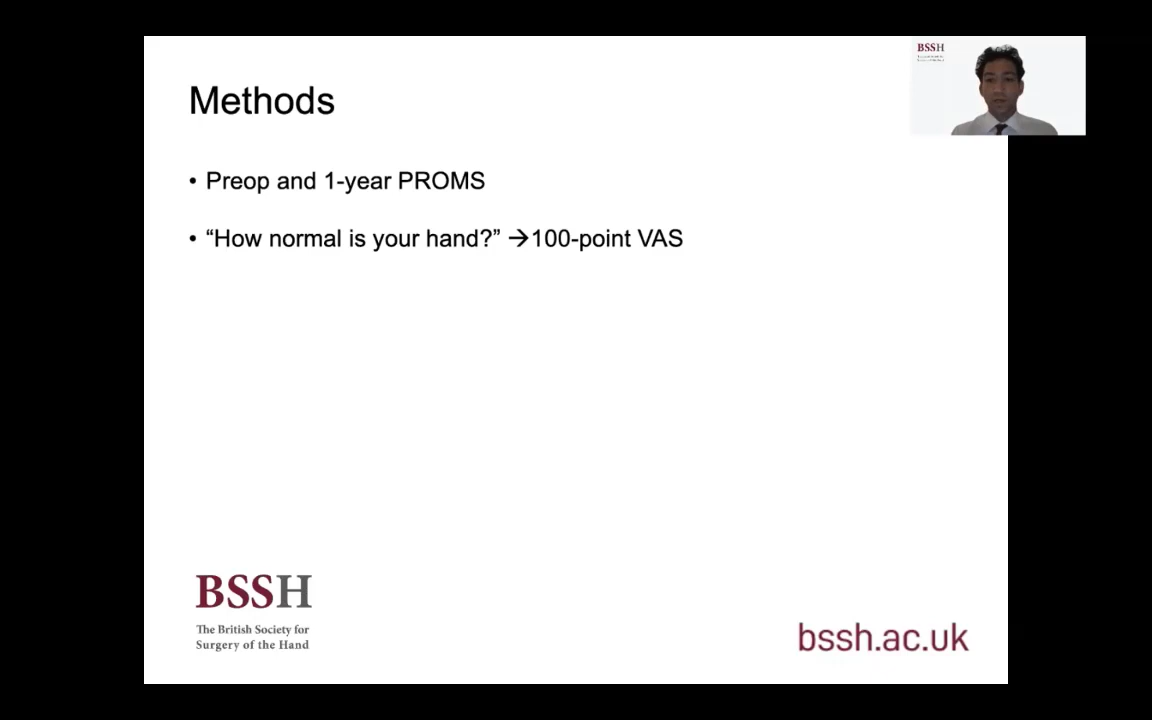 BSSH
Methods
• Preop and 1-year PROMS
• “How normal is your hand?” →100-point VAS
BSSH
The British Society for
Surgery of the Hand
bssh.ac.uk